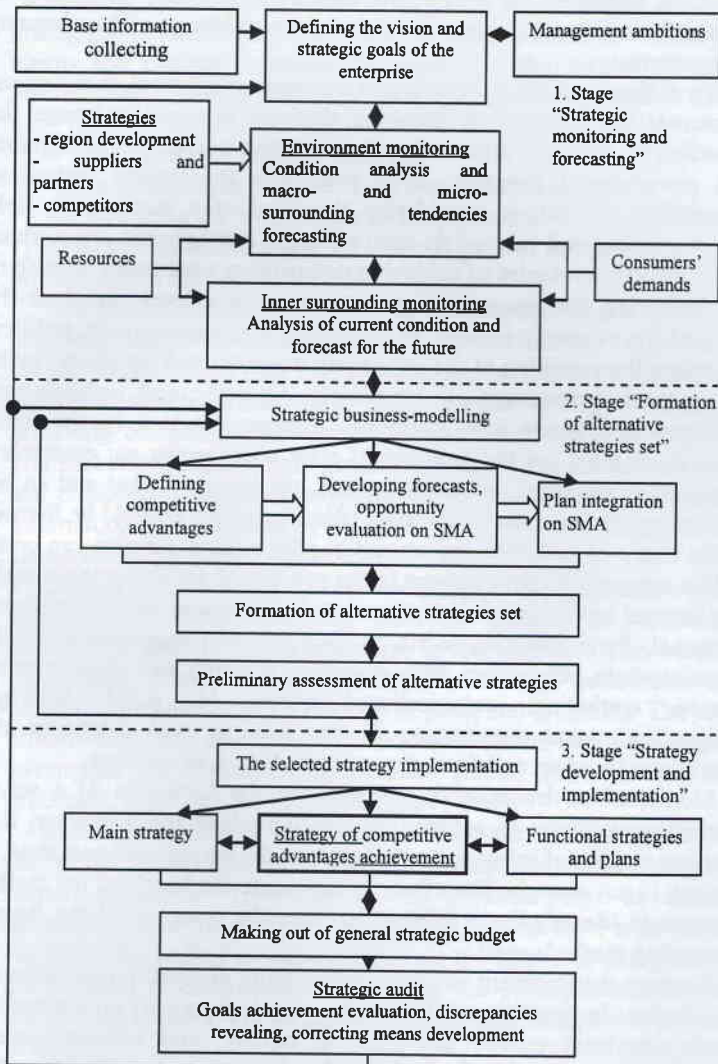 Base information
collecting
Defining the vision and
strategic goals of the
enterprise
Management ambitions
1. Stage
“Strategic
monitoring and
forecasting”
Strategies
- region development
- suppliers and
partners
- competitors
Environment monitoring
Condition analysis and
macro- and micro-
surrounding tendencies
forecasting
Resources
Consumers’
demands
Inner surrounding monitoring
Analysis of current condition and
forecast for the future
Strategic business-modelling
2. Stage “Formation
of alternative
strategies set”
Defining
competitive
advantages
Developing forecasts,
opportunity
evaluation on SMA
Plan integration
on SMA
Formation of alternative strategies set
Preliminary assessment of alternative strategies
The selected strategy implementation
3. Stage “Strategy
development and
implementation”
Main strategy
Strategy of competitive
advantages achievement
Functional strategies
and plans
Making out of general strategic budget
Strategic audit
Goals achievement evaluation, discrepancies
revealing, correcting means development